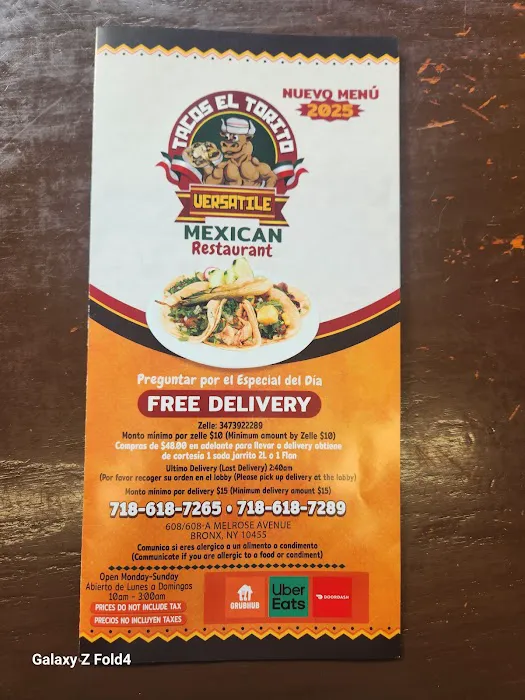 NUEVO MENÚ
2025
TACOS EL TORITO
VERSATILE
MEXICAN
Restaurant
Preguntar por el Especial del Día
FREE DELIVERY
Zelle: 3473922289
Monto mínimo por zelle $10 (Minimum amount by Zelle $10)
Compras de $48.00 en adelante para llevar o delivery obtiene
de cortesía 1 soda jarrito 2L o 1 Flan
Ultimo Delivery (Last Delivery) 2:40am
(Por favor recoger su orden en el lobby (Please pick up delivery at the lobby)
Monto mínimo por delivery $15 (Minimum delivery amount $15)
718-618-7265 • 718-618-7289
608/608-A MELROSE AVENUE
BRONX, NY 10455
Comunica si eres alergico a un alimento o condimento
(Communicate if you are allergic to a food or condiment)
Open Monday-Sunday
Abierto de Lunes a Domingos
10am - 3:00am
PRICES DO NOT INCLUDE TAX
PRECIOS NO INCLUYEN TAXES
GRUBHUB
Uber
Eats
DOORDASH
Galaxy Z Fold4